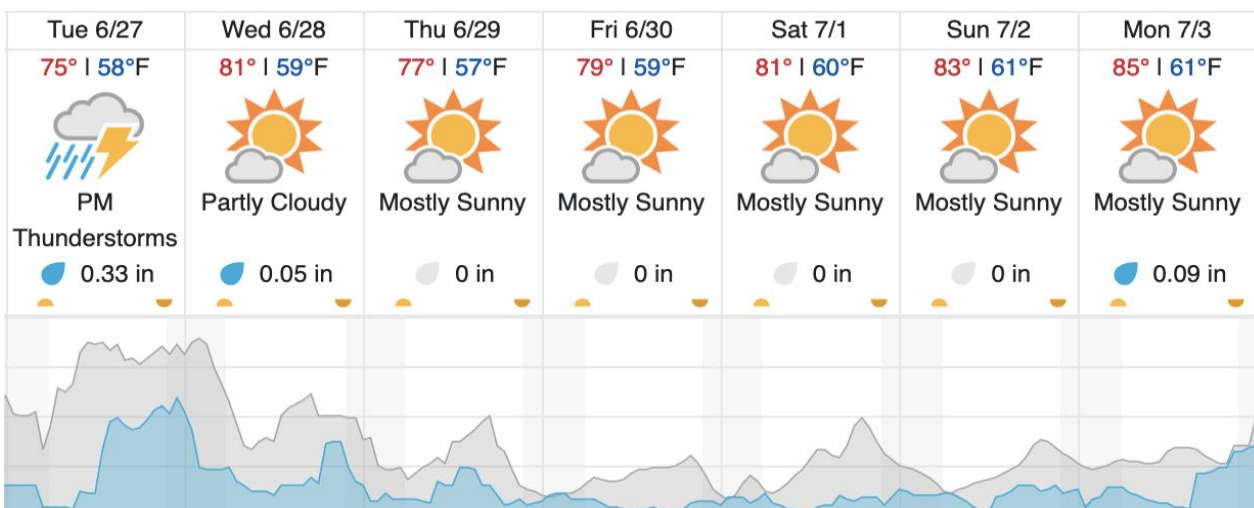 Tue 6/27 Wed 6/28 Thu 6/29 Fri 6/30 Sat 7/1 Sun 7/2 Mon 7/3
75° | 58°F 81° | 59°F 77° | 57°F 79° | 59°F 81° | 60°F 83° | 61°F 85° | 61°F
PM Partly Cloudy Mostly Sunny Mostly Sunny Mostly Sunny Mostly Sunny Mostly Sunny
Thunderstorms
0.33 in 0.05 in 0 in 0 in 0 in 0 in 0.09 in